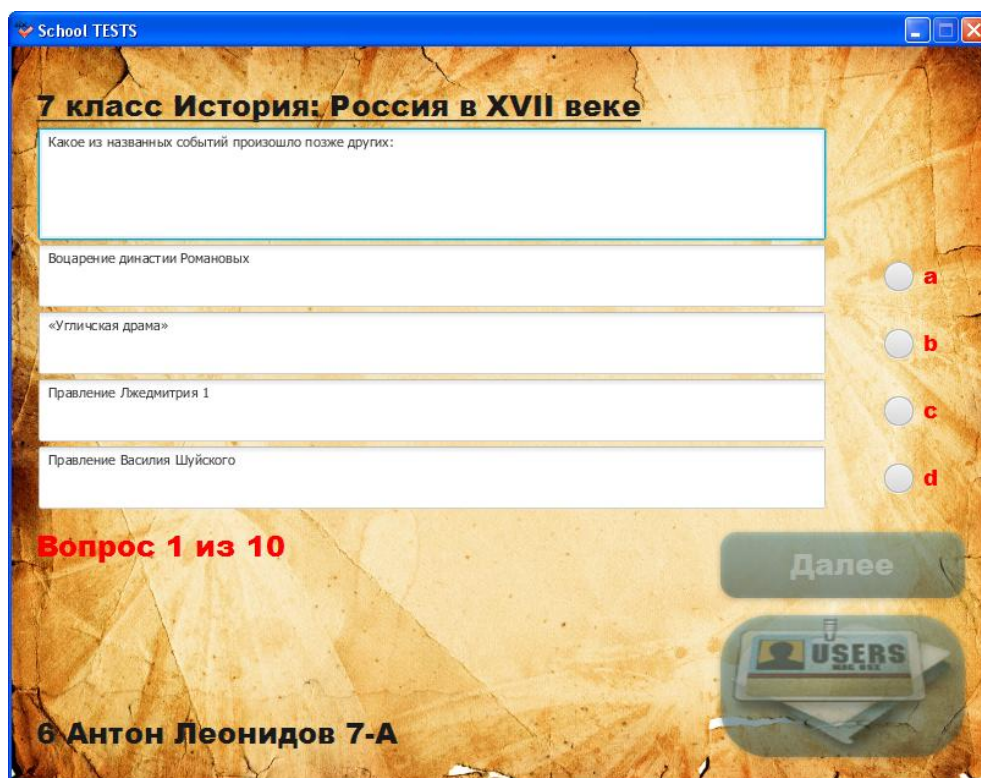 School TESTS
7 класс История: Россия в XVII веке
Какое из названных событий произошло позже других:
Воцарение династии Романовых
a
«Угличская драма»
b
Правление Лжедмитрия 1
c
Правление Василия Шуйского
d
Вопрос 1 из 10
Далее
USERS
6 Антон Леонидов 7-А